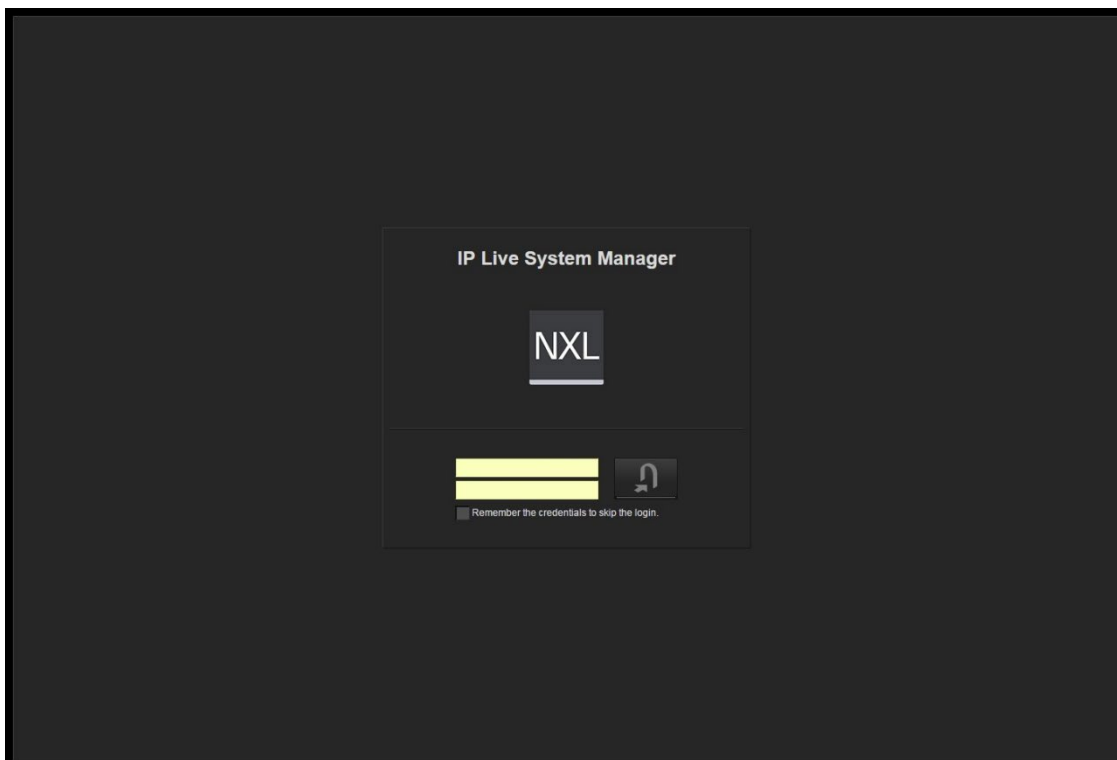 IP Live System Manager
NXL
Remember the credentials to skip the login.